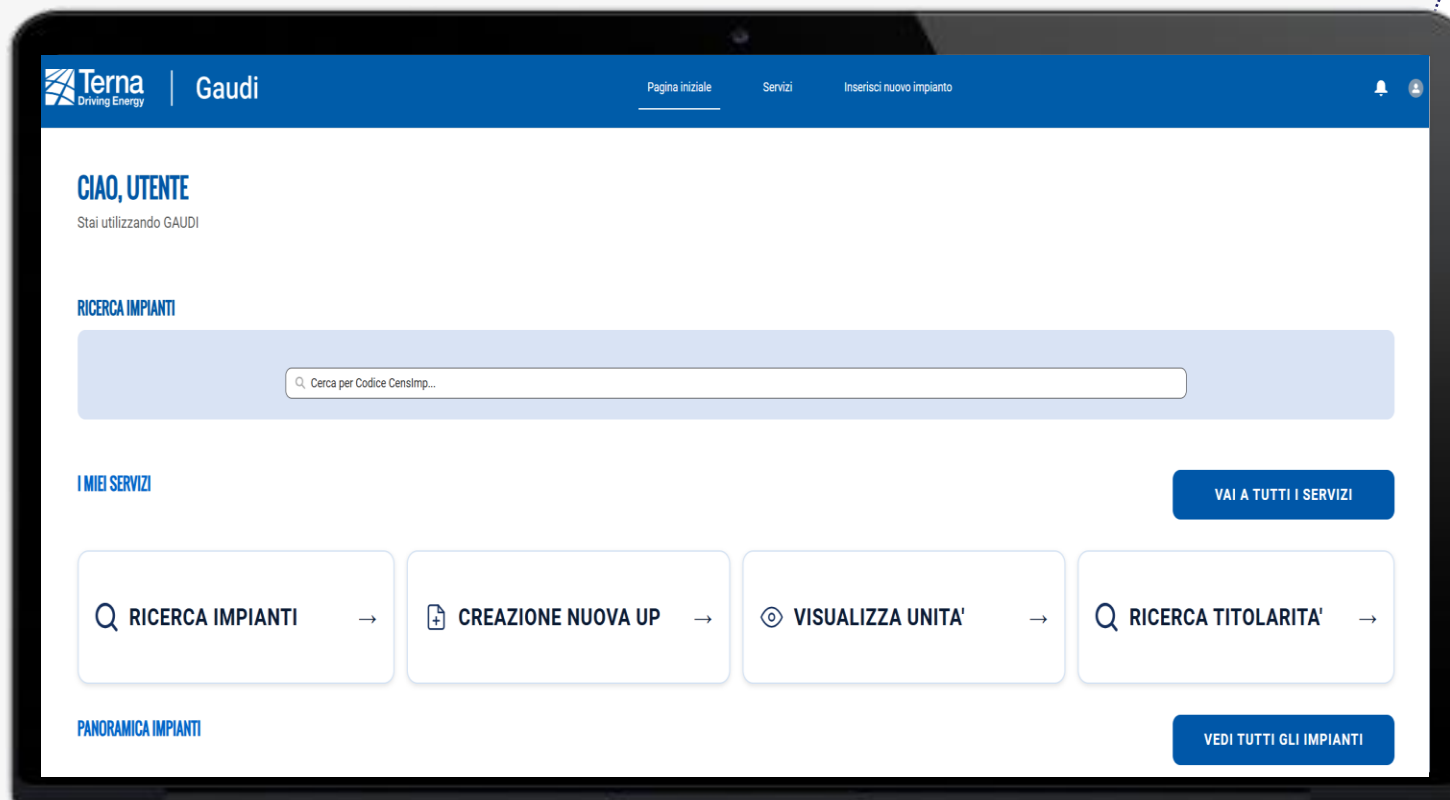 Terna
Driving Energy
Gaudi
Pagina iniziale
Servizi
Inserisci nuovo impianto
CIAO, UTENTE
Stai utilizzando GAUDI
RICERCA IMPIANTI
Cerca per Codice CensImp...
I MIEI SERVIZI
VAI A TUTTI I SERVIZI
RICERCA IMPIANTI →
CREAZIONE NUOVA UP →
VISUALIZZA UNITA' →
RICERCA TITOLARITA' →
PANORAMICA IMPIANTI
VEDI TUTTI GLI IMPIANTI